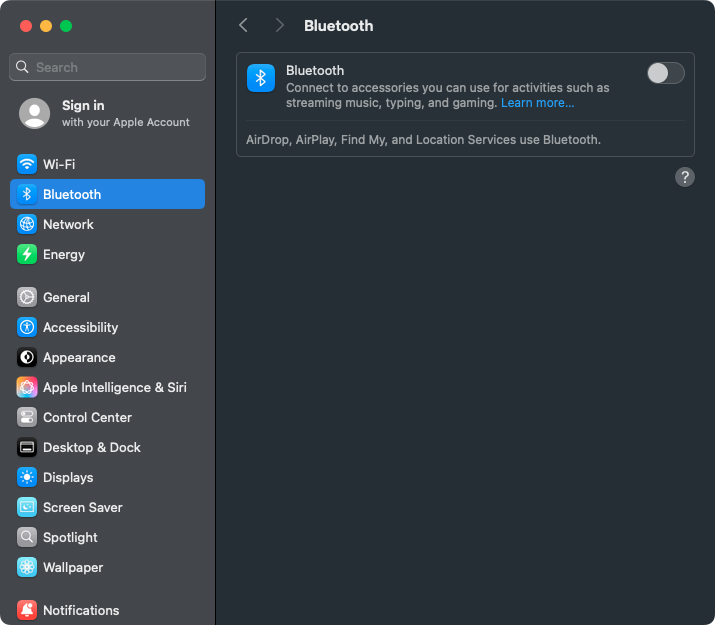 Search
Sign in
with your Apple Account
Wi-Fi
Bluetooth
Network
Energy
General
Accessibility
Appearance
Apple Intelligence & Siri
Control Center
Desktop & Dock
Displays
Screen Saver
Spotlight
Wallpaper
Notifications
Bluetooth
Bluetooth
Connect to accessories you can use for activities such as
streaming music, typing, and gaming. Learn more...
AirDrop, AirPlay, Find My, and Location Services use Bluetooth.
?